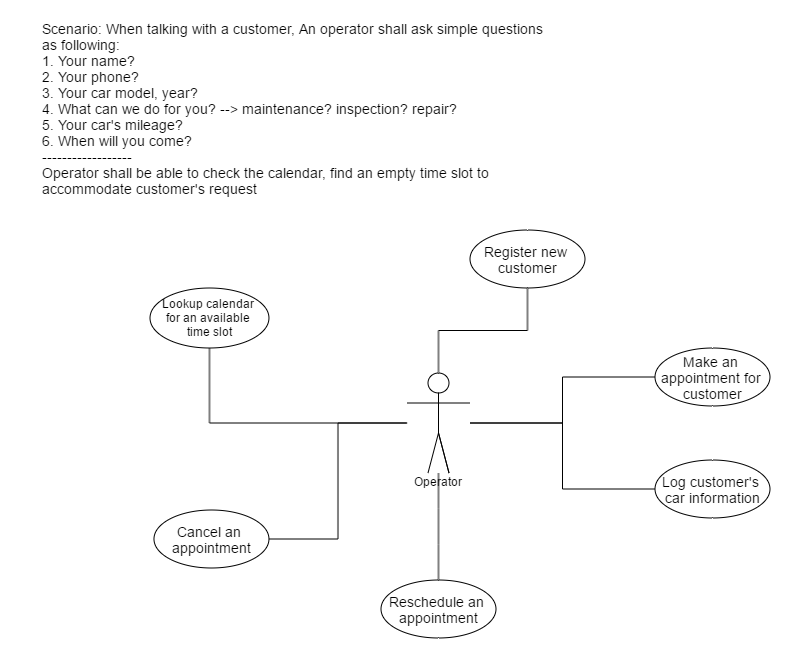 Scenario: When talking with a customer, An operator shall ask simple questions
as following:
1. Your name?
2. Your phone?
3. Your car model, year?
4. What can we do for you? --> maintenance? inspection? repair?
5. Your car's mileage?
6. When will you come?
------------------
Operator shall be able to check the calendar, find an empty time slot to
accommodate customer's request
Register new
customer
Lookup calendar
for an available
time slot
Make an
appointment for
customer
Operator
Log customer's
car information
Cancel an
appointment
Reschedule an
appointment